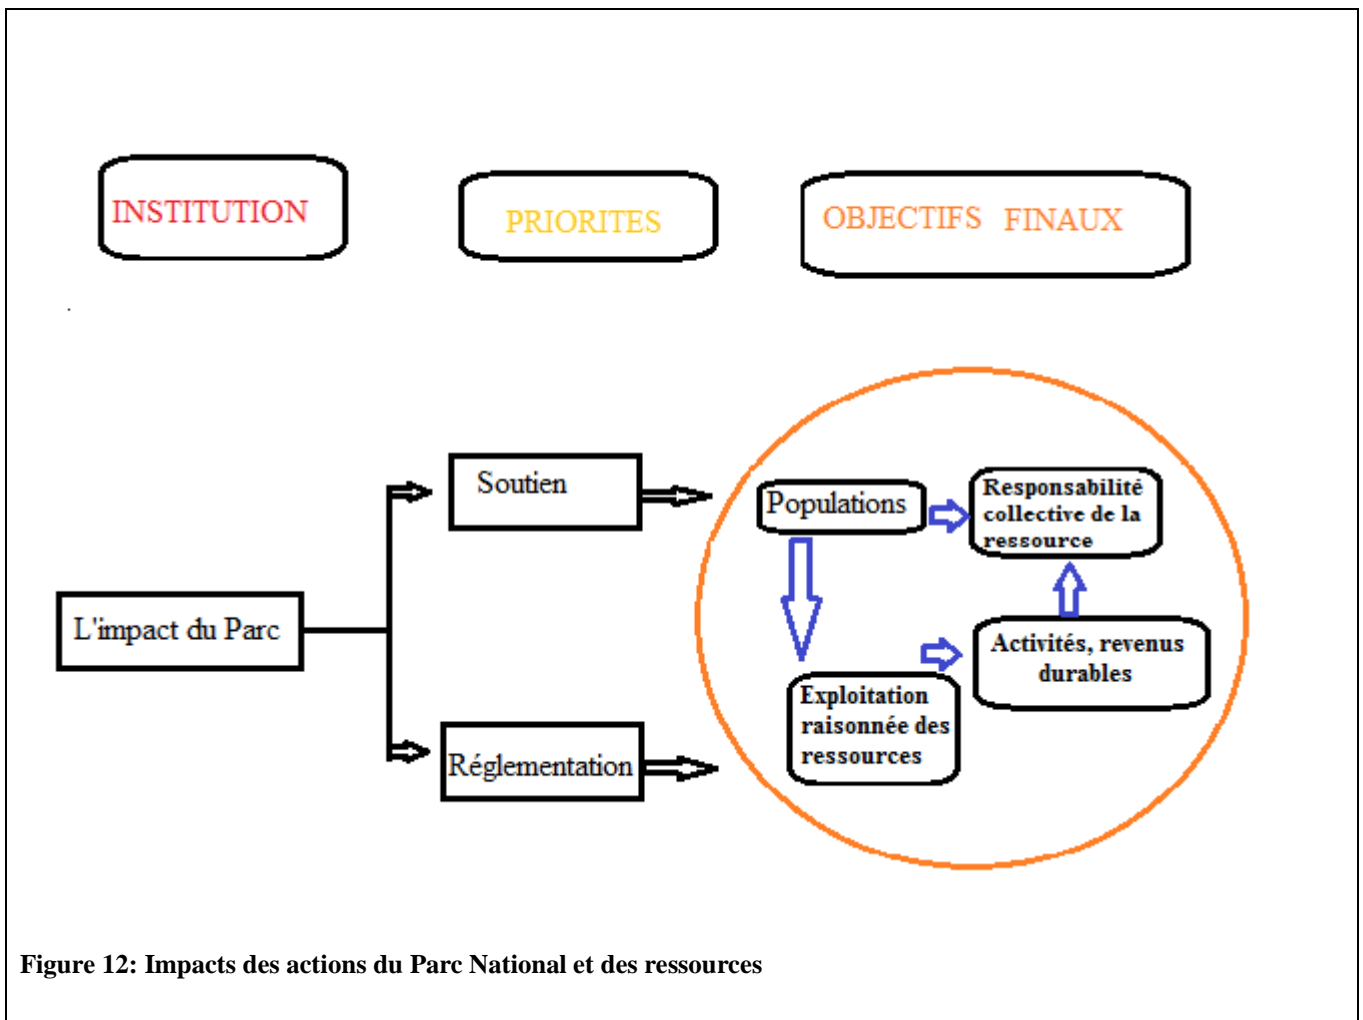 INSTITUTION
PRIORITES
OBJECTIFS FINAUX
Soutien
Populations
Responsabilité
collective de la
ressource
L'impact du Parc
Activités, revenus
durables
Exploitation
raisonnée des
ressources
Réglementation
Figure 12: Impacts des actions du Parc National et des ressources